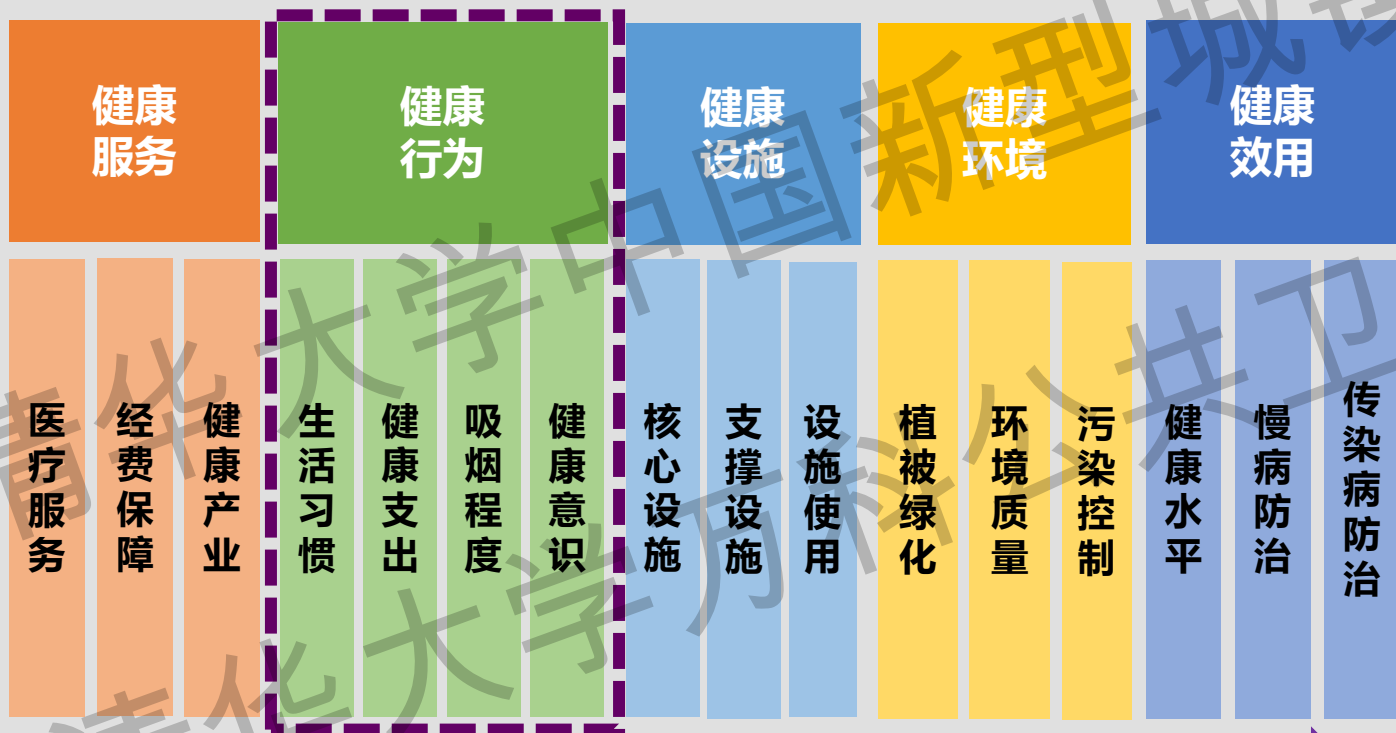 健康
服务
健康
行为
健康
设施
健康
环境
健康
效用
医疗服务
经费保障
健康产业
生活习惯
健康支出
吸烟程度
健康意识
核心设施
支撑设施
设施使用
植被绿化
环境质量
污染控制
健康水平
慢病防治
传染病防治
清华大学中国新型城镇
清华大学万科公共卫